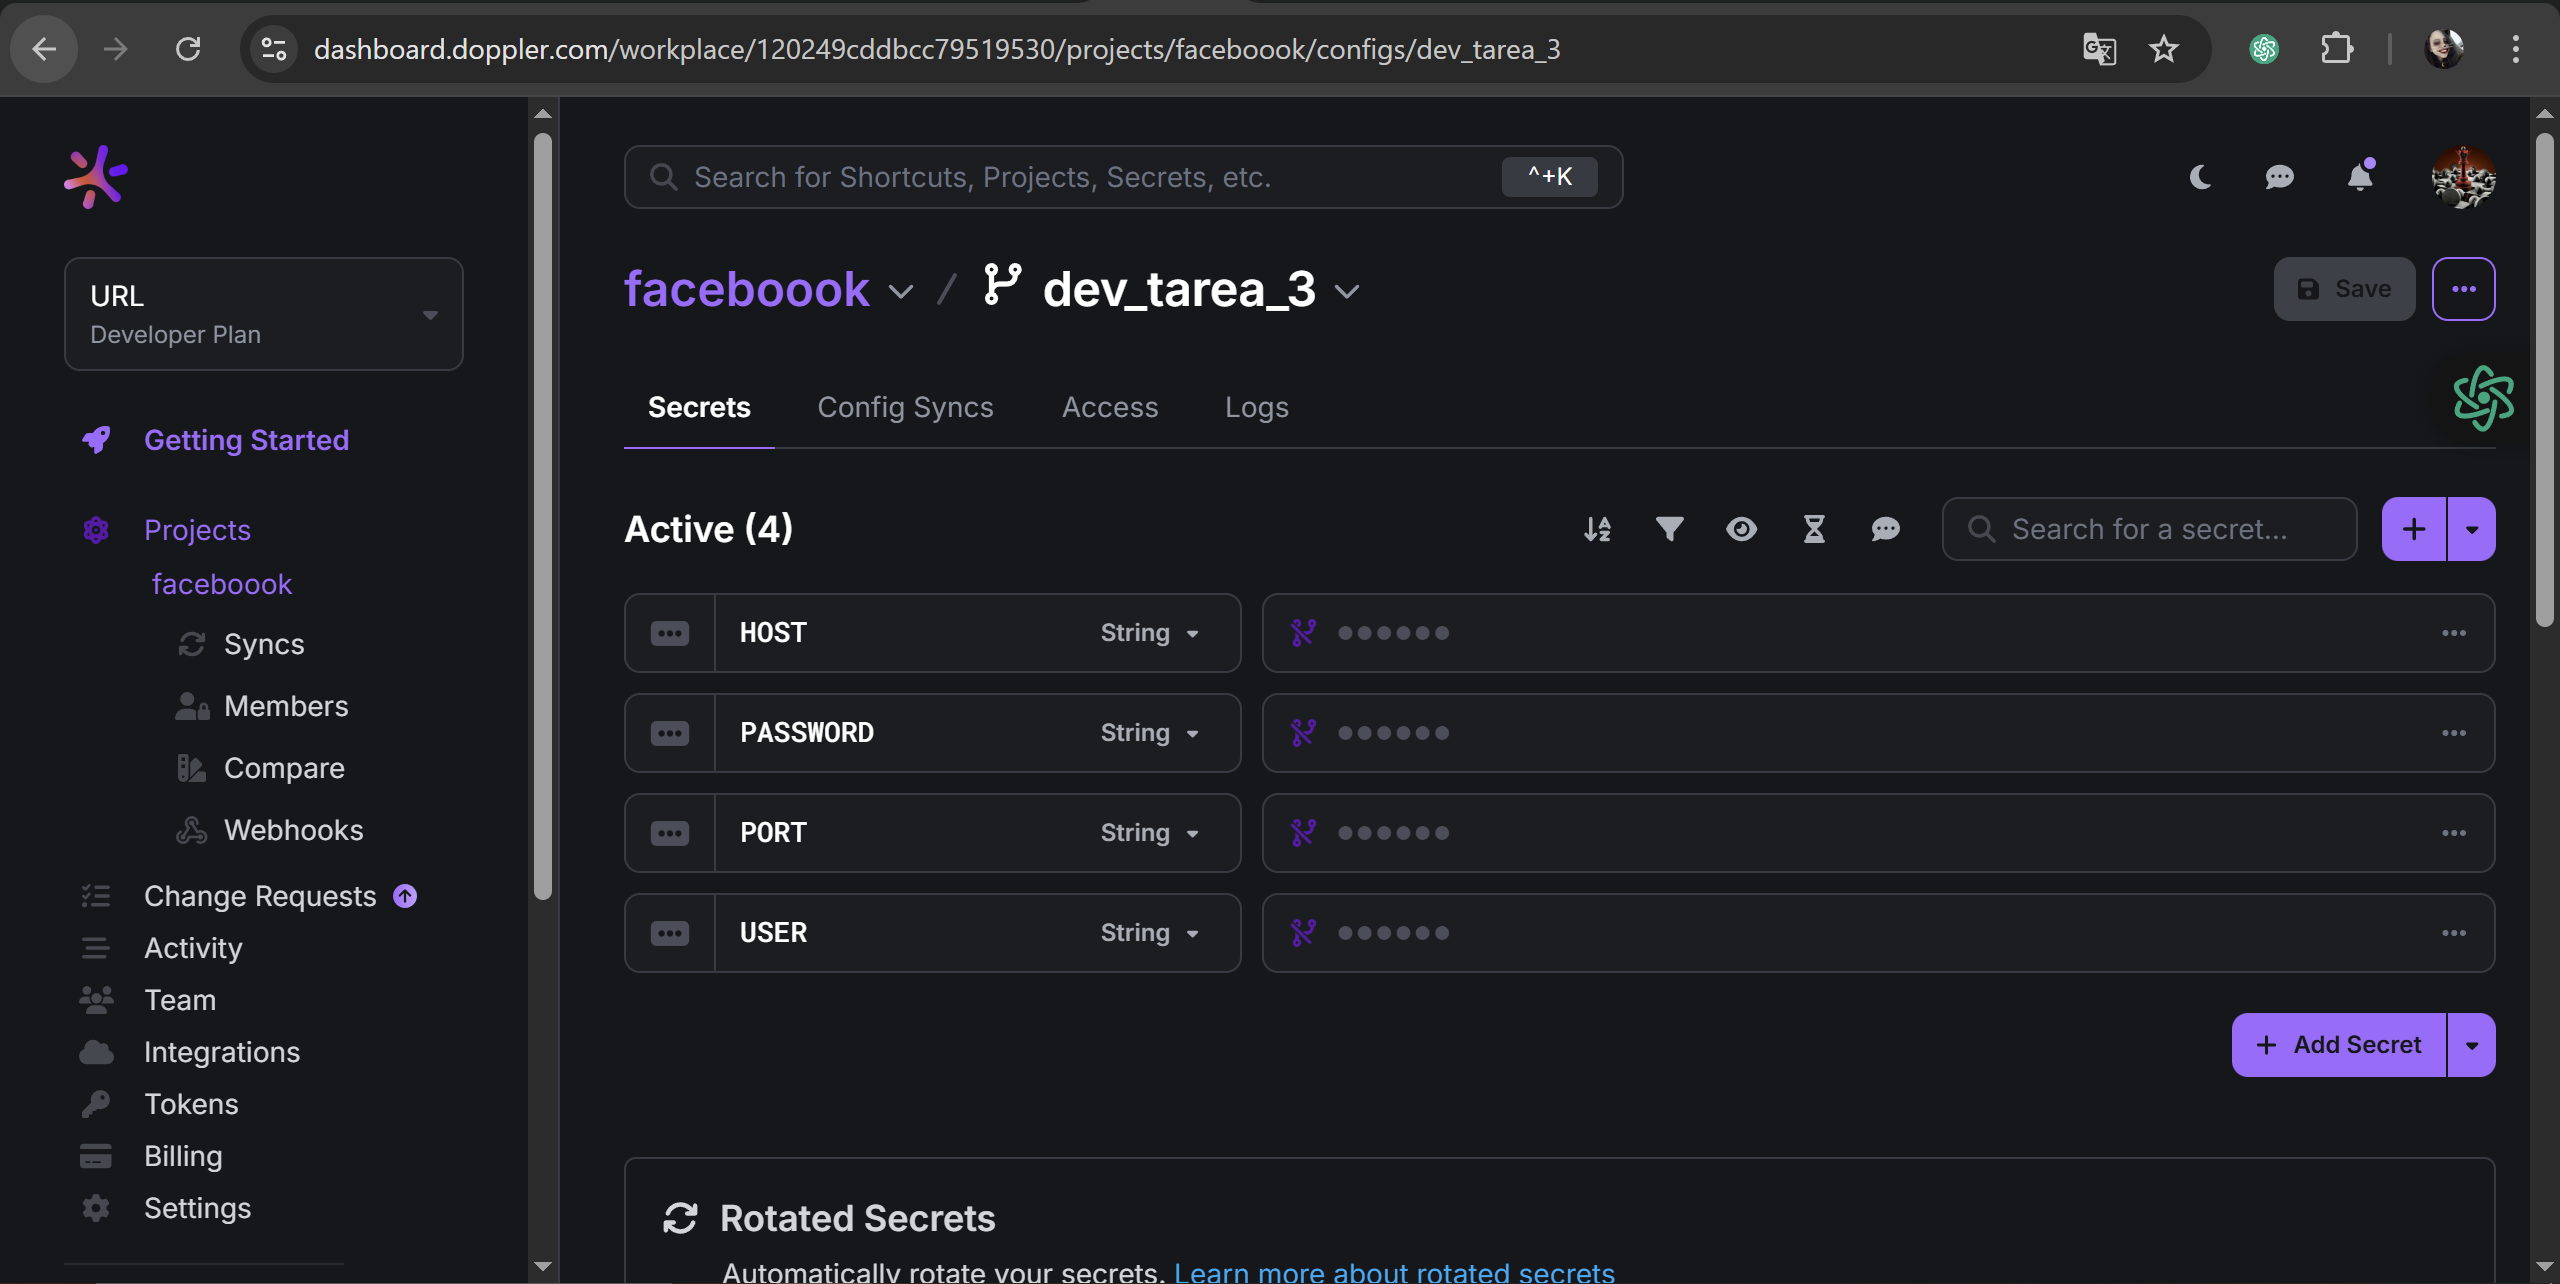 dashboard.doppler.com/workplace/120249cddbcc79519530/projects/faceboook/configs/dev_tarea_3
Search for Shortcuts, Projects, Secrets, etc.
^+K
URL
Developer Plan
Getting Started
Projects
faceboook
Syncs
Members
Compare
Webhooks
Change Requests
Activity
Team
Integrations
Tokens
Billing
Settings
faceboook / dev_tarea_3
Save
Secrets Config Syncs Access Logs
Active (4)
Search for a secret...
HOST String
PASSWORD String
PORT String
USER String
Add Secret
Rotated Secrets
Automatically rotate your secrets. Learn more about rotated secrets